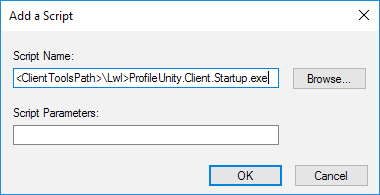 Add a Script
Script Name:
<ClientToolsPath>\Lwl>ProfileUnity.Client.Startup.exe
Browse...
Script Parameters:
OK
Cancel